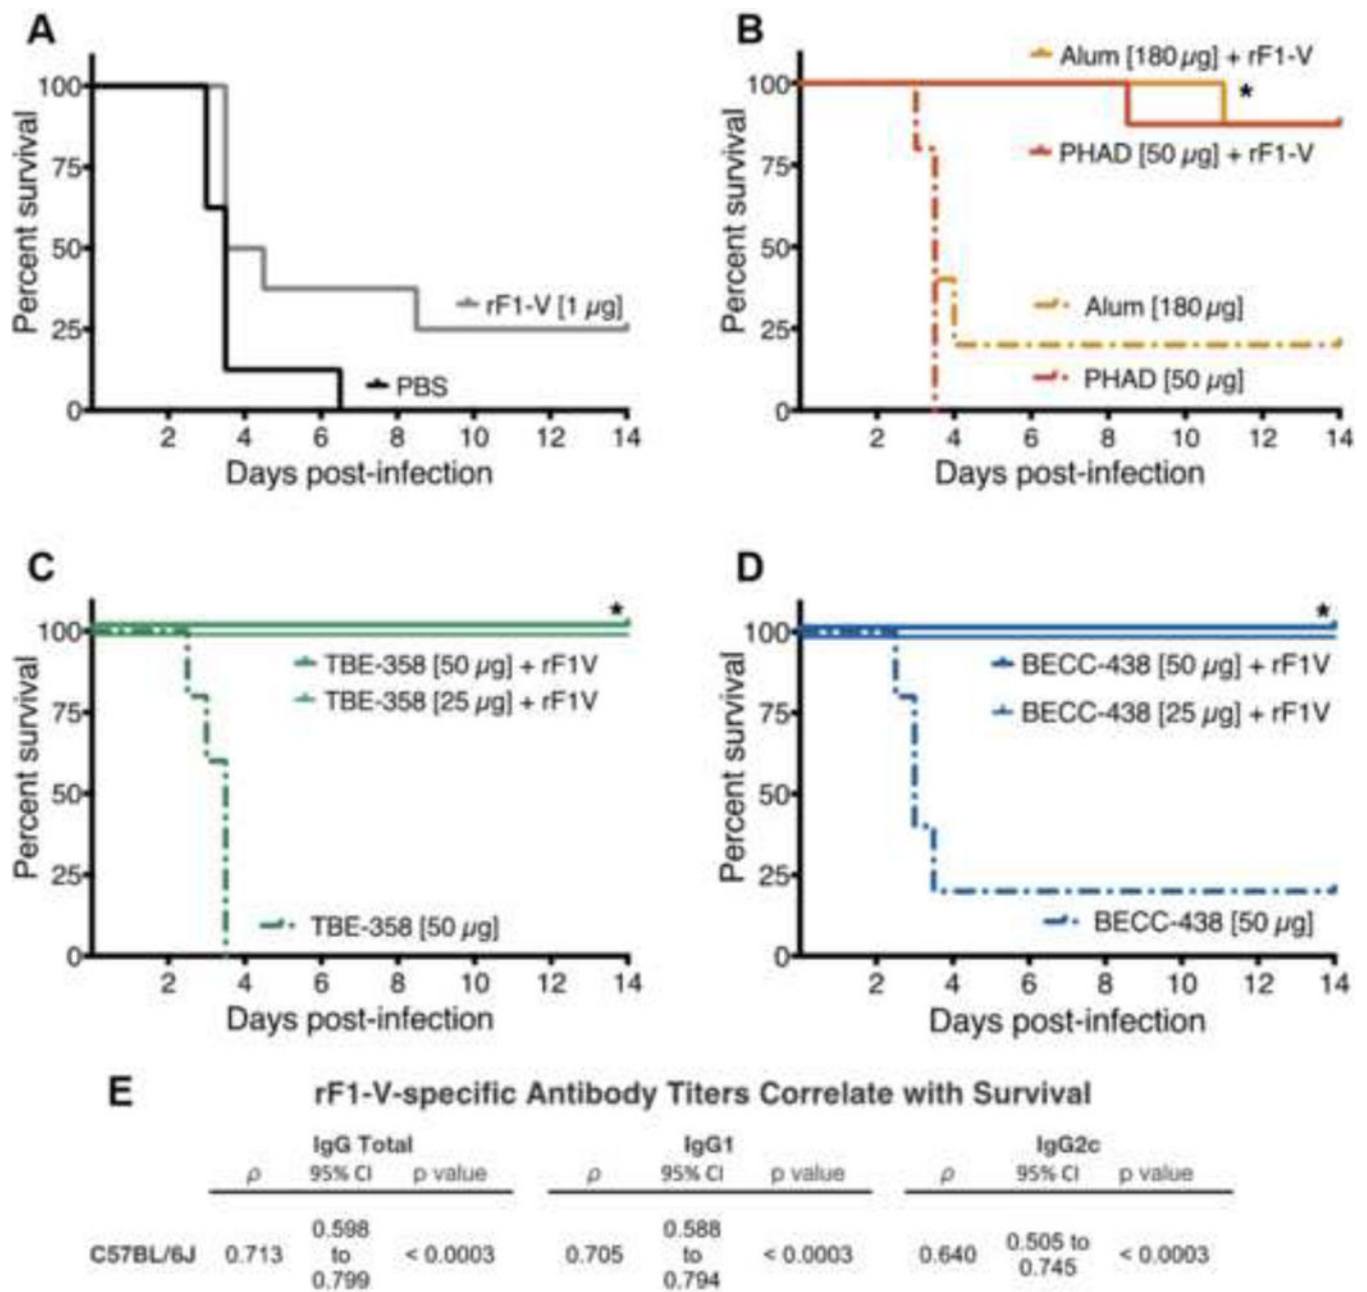 A
100
75
50
25
0
Percent survival
rF1-V [1 µg]
PBS
2 4 6 8 10 12 14
Days post-infection
B
100
75
50
25
0
Percent survival
Alum [180 µg] + rF1-V
*
PHAD [50 µg] + rF1-V
Alum [180 µg]
PHAD [50 µg]
2 4 6 8 10 12 14
Days post-infection
C
100
75
50
25
0
Percent survival
*
TBE-358 [50 µg] + rF1V
TBE-358 [25 µg] + rF1V
TBE-358 [50 µg]
2 4 6 8 10 12 14
Days post-infection
D
100
75
50
25
0
Percent survival
*
BECC-438 [50 µg] + rF1V
BECC-438 [25 µg] + rF1V
BECC-438 [50 µg]
2 4 6 8 10 12 14
Days post-infection
E
rF1-V-specific Antibody Titers Correlate with Survival
IgG Total IgG1 IgG2c
ρ 95% CI p value ρ 95% CI p value ρ 95% CI p value
C57BL/6J
0.713
0.598
to
0.799
< 0.0003
0.705
0.588
to
0.794
< 0.0003
0.640
0.505 to
0.745
< 0.0003